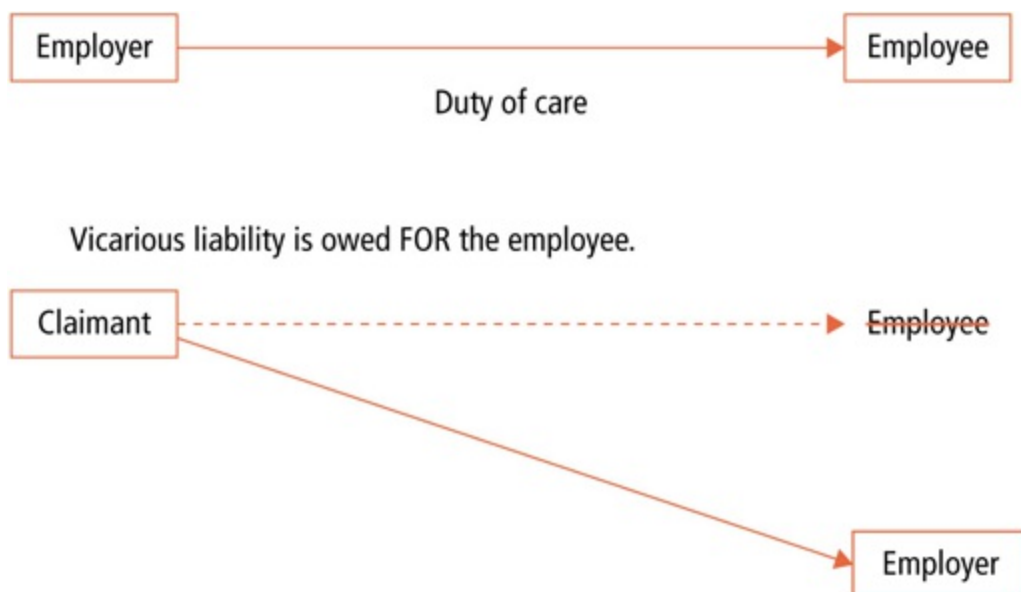 Employer
Employee
Duty of care
Vicarious liability is owed FOR the employee.
Claimant
Employee
Employer